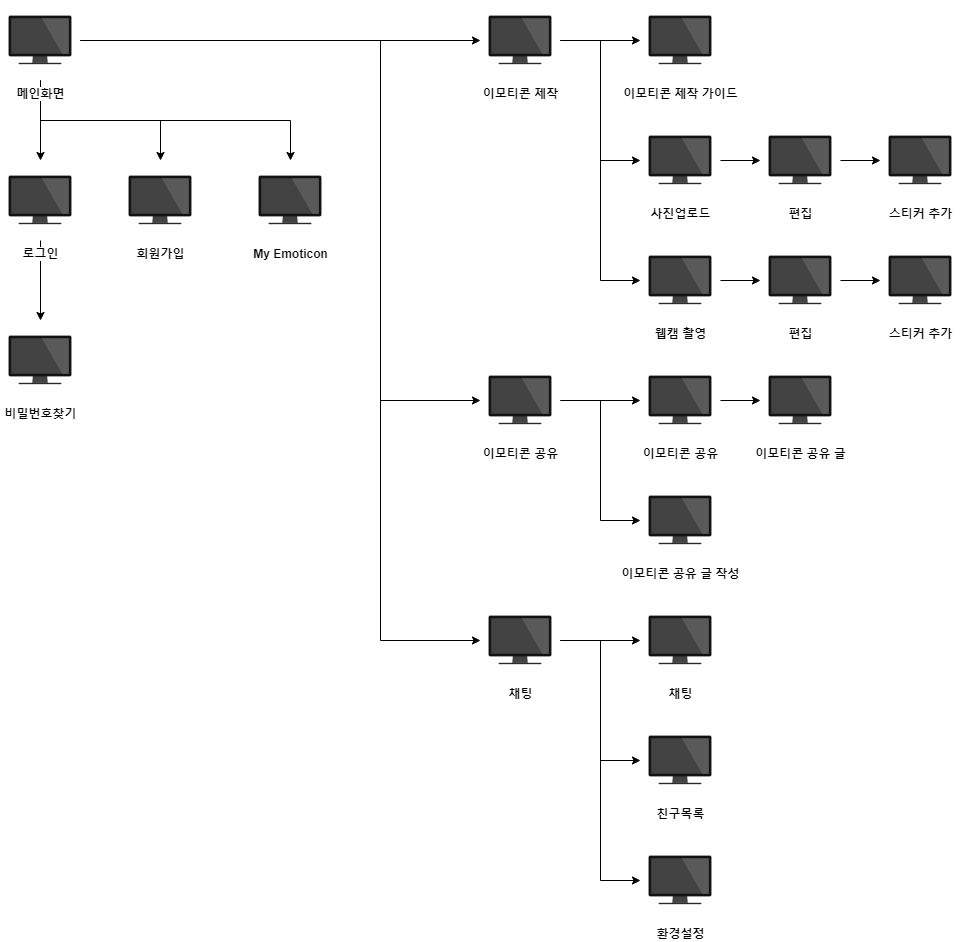 메인화면
이모티콘 제작
이모티콘 제작 가이드
사진업로드
편집
스티커 추가
로그인
회원가입
My Emoticon
웹캠 촬영
편집
스티커 추가
비밀번호찾기
이모티콘 공유
이모티콘 공유
이모티콘 공유 글
이모티콘 공유 글 작성
채팅
채팅
친구목록
환경설정